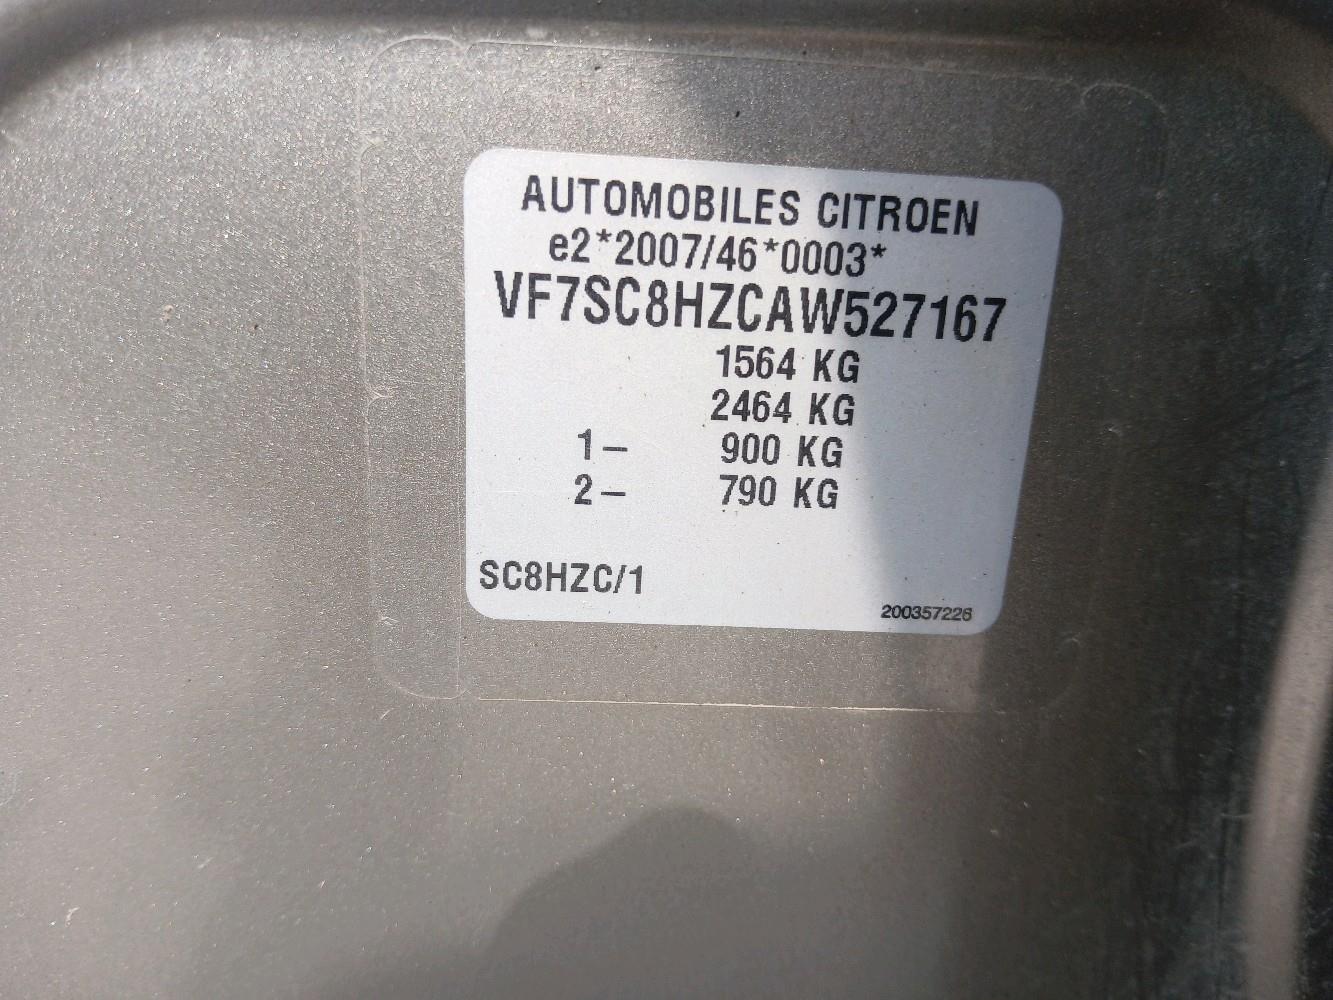 AUTOMOBILES CITROEN
e2*2007/46*0003*
VF7SC8HZCAW527167
1564 KG
2464 KG
1- 900 KG
2- 790 KG
SC8HZC/1
200357226